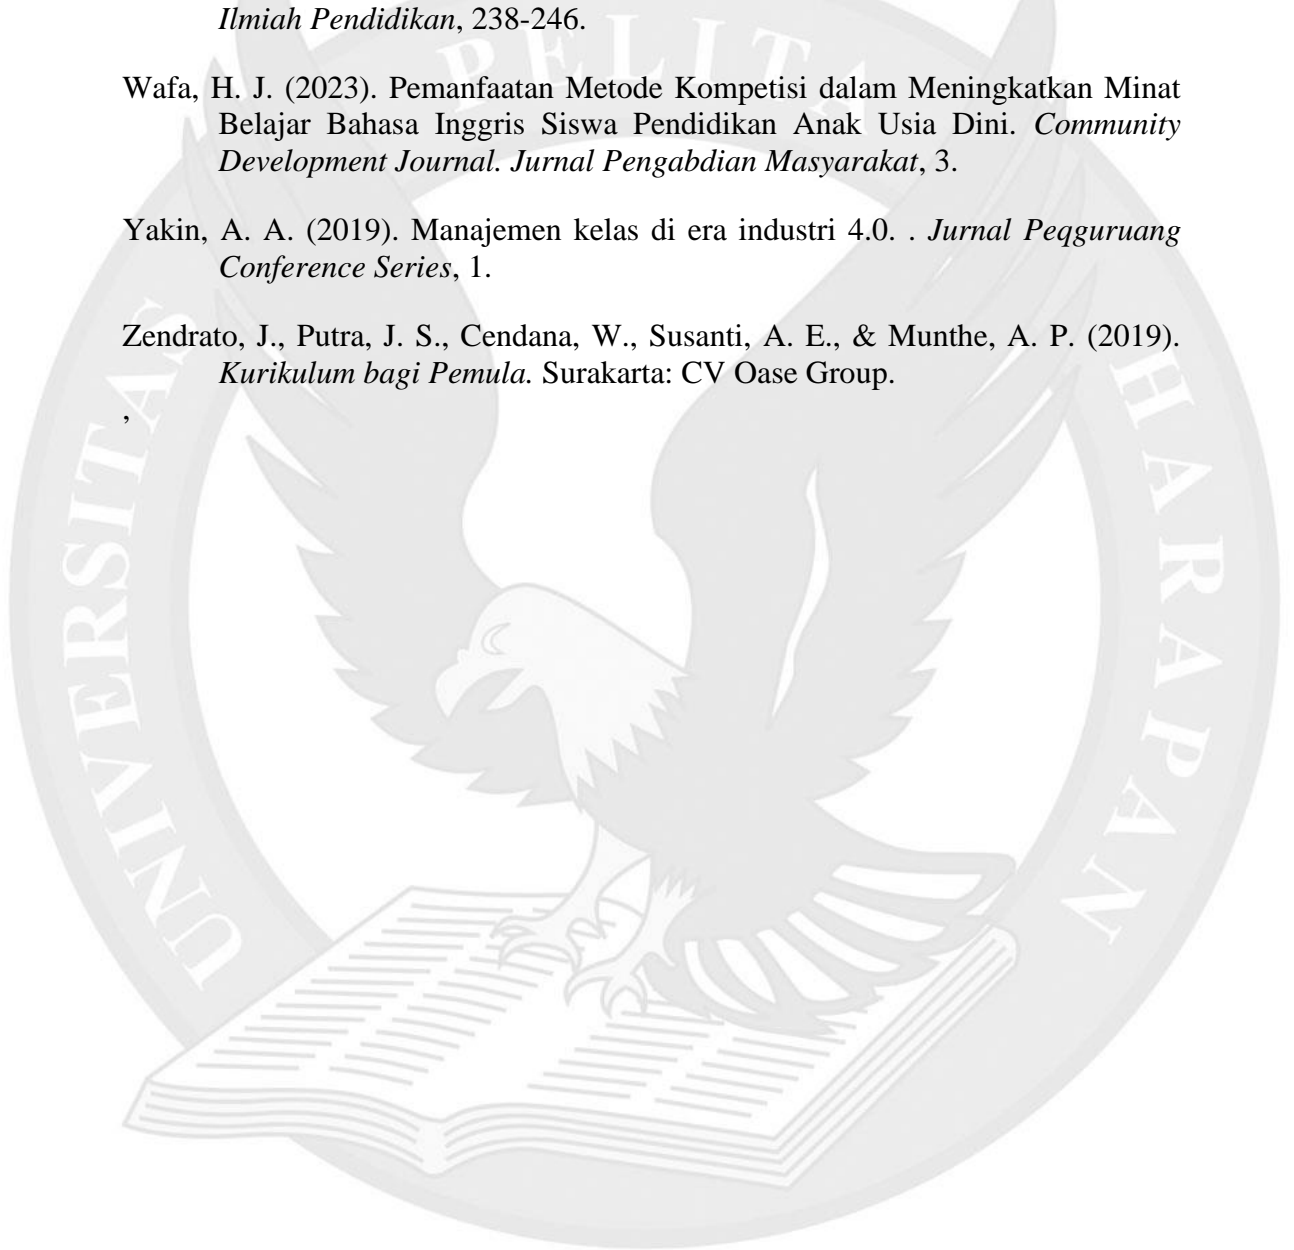 Ilmiah Pendidikan, 238-246.
PELITA
Wafa, H. J. (2023). Pemanfaatan Metode Kompetisi dalam Meningkatkan Minat
Belajar Bahasa Inggris Siswa Pendidikan Anak Usia Dini. Community
Development Journal. Jurnal Pengabdian Masyarakat, 3.
Yakin, A. A. (2019). Manajemen kelas di era industri 4.0. . Jurnal Peqguruang
Conference Series, 1.
Zendrato, J., Putra, J. S., Cendana, W., Susanti, A. E., & Munthe, A. P. (2019).
Kurikulum bagi Pemula. Surakarta: CV Oase Group.
,
UNIVERSITAS
HARAPAN